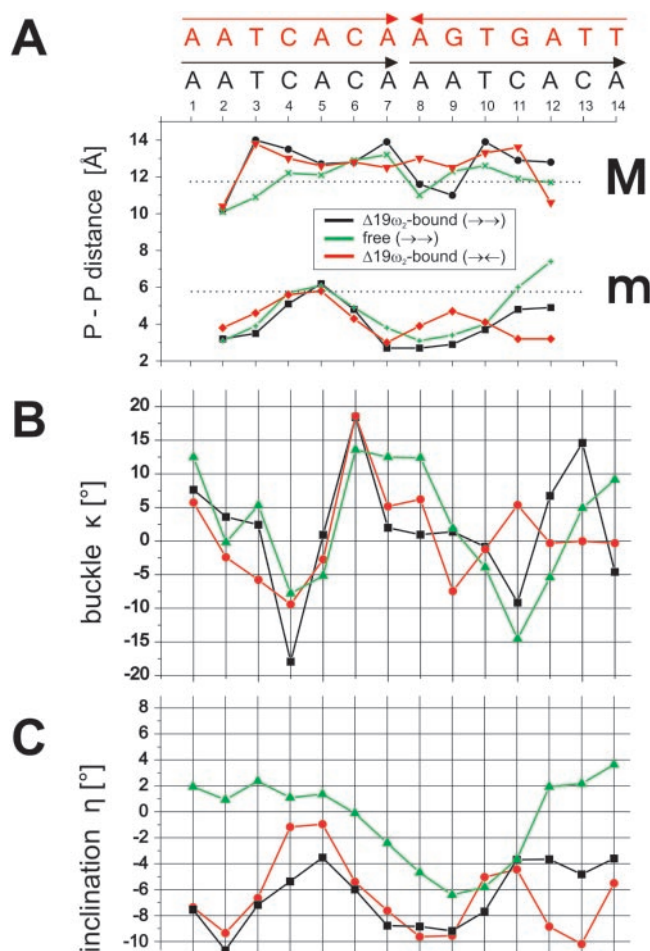 A
A A T C A C A A G T G A T T
A A T C A C A A A T C A C A
1 2 3 4 5 6 7 8 9 10 11 12 13 14
P - P distance [Å]
14
12
10
8
6
4
2
M
m
Δ19ω₂-bound (→→)
free (→→)
Δ19ω₂-bound (→←)
B
buckle κ [°]
20
15
10
5
0
-5
-10
-15
-20
C
inclination η [°]
8
6
4
2
0
-2
-4
-6
-8
-10